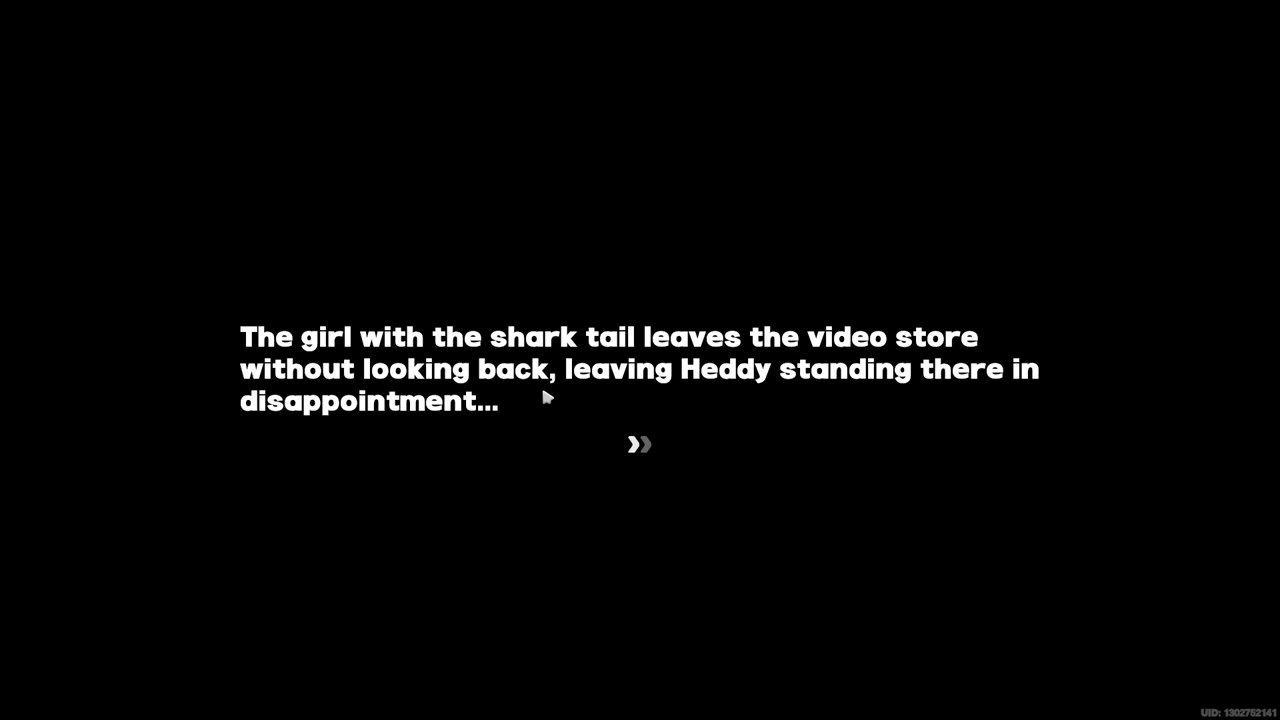 The girl with the shark tail leaves the video store
without looking back, leaving Heddy standing there in
disappointment...
UID: 1302752141